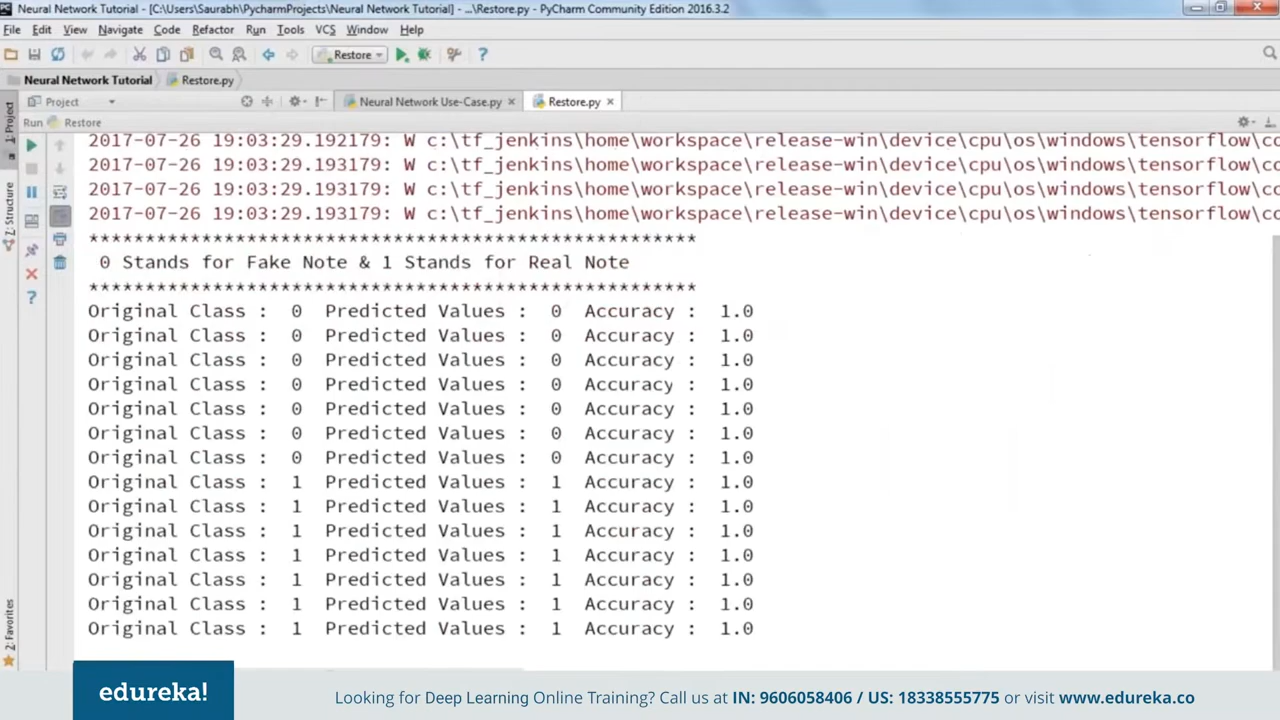 Neural Network Tutorial - [C:\Users\Saurabh\PycharmProjects\Neural Network Tutorial] - ...\Restore.py - PyCharm Community Edition 2016.3.2
File Edit View Navigate Code Refactor Run Tools VCS Window Help
Restore
Neural Network Tutorial Restore.py
Project Neural Network Use-Case.py Restore.py
Run Restore
1: Project
7: Structure
2: Favorites
2017-07-26 19:03:29.192179: W c:\tf_jenkins\home\workspace\release-win\device\cpu\os\windows\tensorflow\co
2017-07-26 19:03:29.193179: W c:\tf_jenkins\home\workspace\release-win\device\cpu\os\windows\tensorflow\co
2017-07-26 19:03:29.193179: W c:\tf_jenkins\home\workspace\release-win\device\cpu\os\windows\tensorflow\co
2017-07-26 19:03:29.193179: W c:\tf_jenkins\home\workspace\release-win\device\cpu\os\windows\tensorflow\co
******************************************************
0 Stands for Fake Note & 1 Stands for Real Note
******************************************************
Original Class : 0 Predicted Values : 0 Accuracy : 1.0
Original Class : 0 Predicted Values : 0 Accuracy : 1.0
Original Class : 0 Predicted Values : 0 Accuracy : 1.0
Original Class : 0 Predicted Values : 0 Accuracy : 1.0
Original Class : 0 Predicted Values : 0 Accuracy : 1.0
Original Class : 0 Predicted Values : 0 Accuracy : 1.0
Original Class : 0 Predicted Values : 0 Accuracy : 1.0
Original Class : 1 Predicted Values : 1 Accuracy : 1.0
Original Class : 1 Predicted Values : 1 Accuracy : 1.0
Original Class : 1 Predicted Values : 1 Accuracy : 1.0
Original Class : 1 Predicted Values : 1 Accuracy : 1.0
Original Class : 1 Predicted Values : 1 Accuracy : 1.0
Original Class : 1 Predicted Values : 1 Accuracy : 1.0
Original Class : 1 Predicted Values : 1 Accuracy : 1.0
edureka!
Looking for Deep Learning Online Training? Call us at IN: 9606058406 / US: 18338555775 or visit www.edureka.co